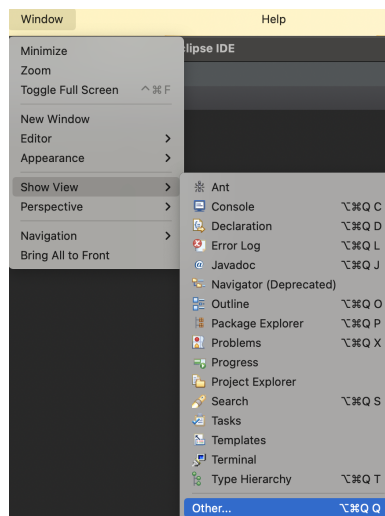 Window Help
clipse IDE
Minimize
Zoom
Toggle Full Screen ^⌘F
New Window
Editor
Appearance
Show View
Perspective
Navigation
Bring All to Front
Ant
Console ⌥⌘Q C
Declaration ⌥⌘Q D
Error Log ⌥⌘Q L
@ Javadoc ⌥⌘Q J
Navigator (Deprecated)
Outline ⌥⌘Q O
Package Explorer ⌥⌘Q P
Problems ⌥⌘Q X
Progress
Project Explorer
Search ⌥⌘Q S
Tasks
Templates
Terminal
Type Hierarchy ⌥⌘Q T
Other... ⌥⌘Q Q